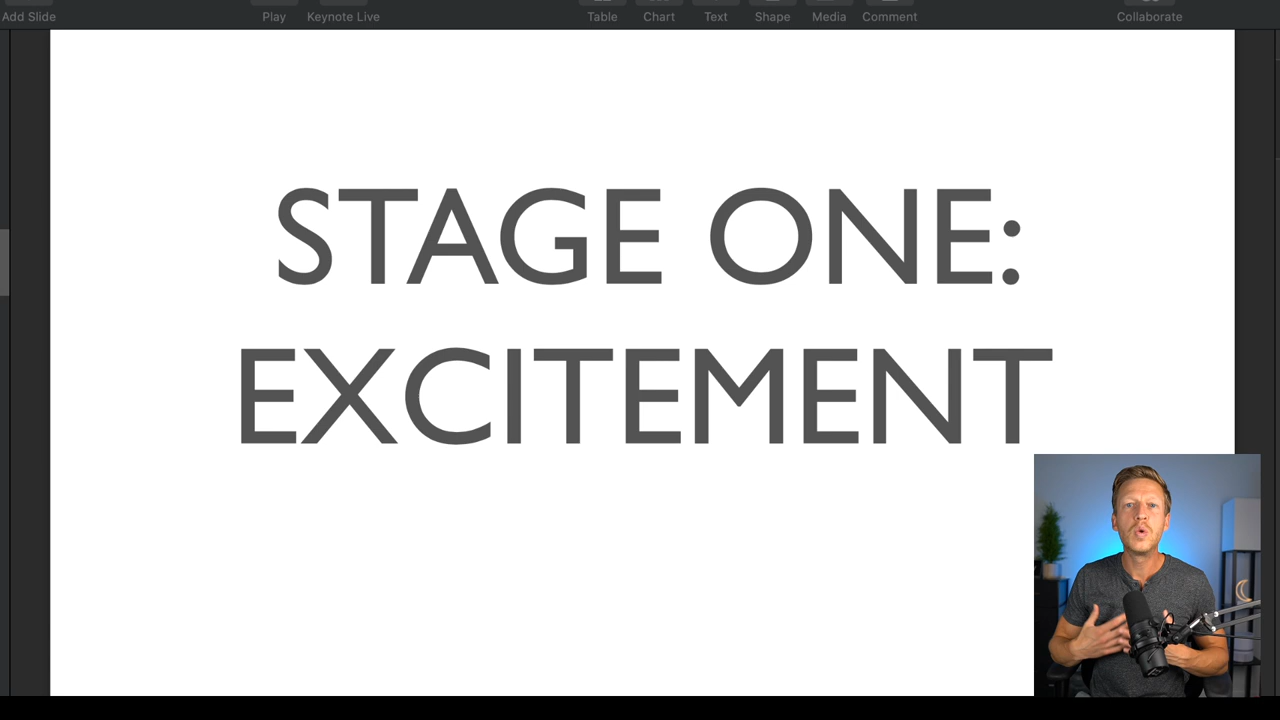 Add Slide
Play
Keynote Live
Table
Chart
Text
Shape
Media
Comment
Collaborate
STAGE ONE:
EXCITEMENT